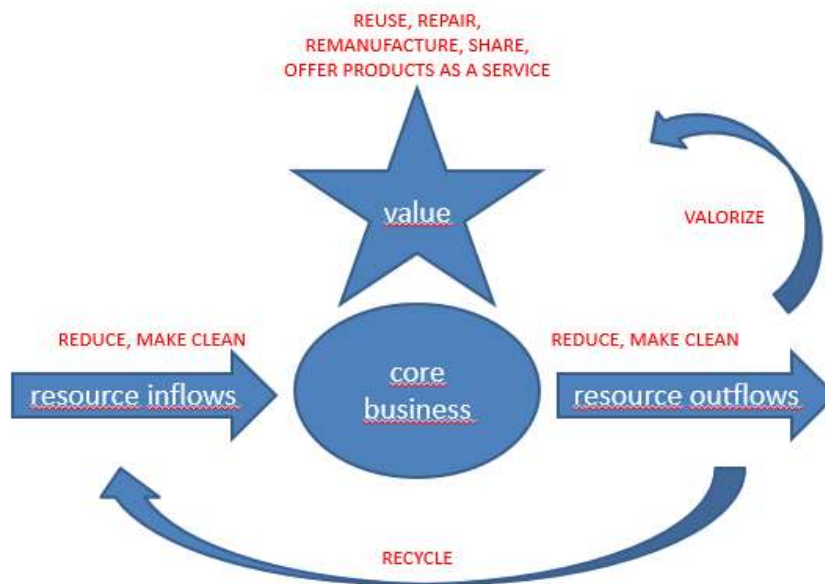 REUSE, REPAIR,
REMANUFACTURE, SHARE,
OFFER PRODUCTS AS A SERVICE
value
VALORIZE
REDUCE, MAKE CLEAN
REDUCE, MAKE CLEAN
resource inflows
core
business
resource outflows
RECYCLE